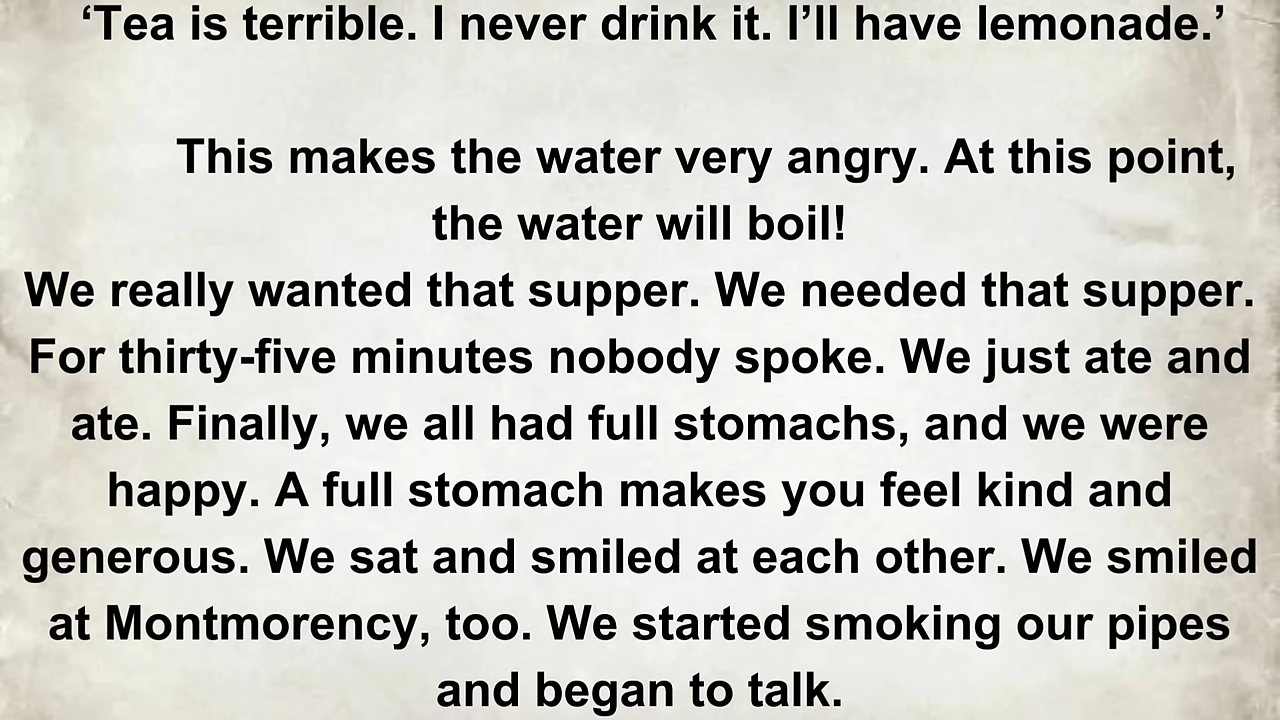 ‘Tea is terrible. I never drink it. I’ll have lemonade.’
This makes the water very angry. At this point,
the water will boil!
We really wanted that supper. We needed that supper.
For thirty-five minutes nobody spoke. We just ate and
ate. Finally, we all had full stomachs, and we were
happy. A full stomach makes you feel kind and
generous. We sat and smiled at each other. We smiled
at Montmorency, too. We started smoking our pipes
and began to talk.